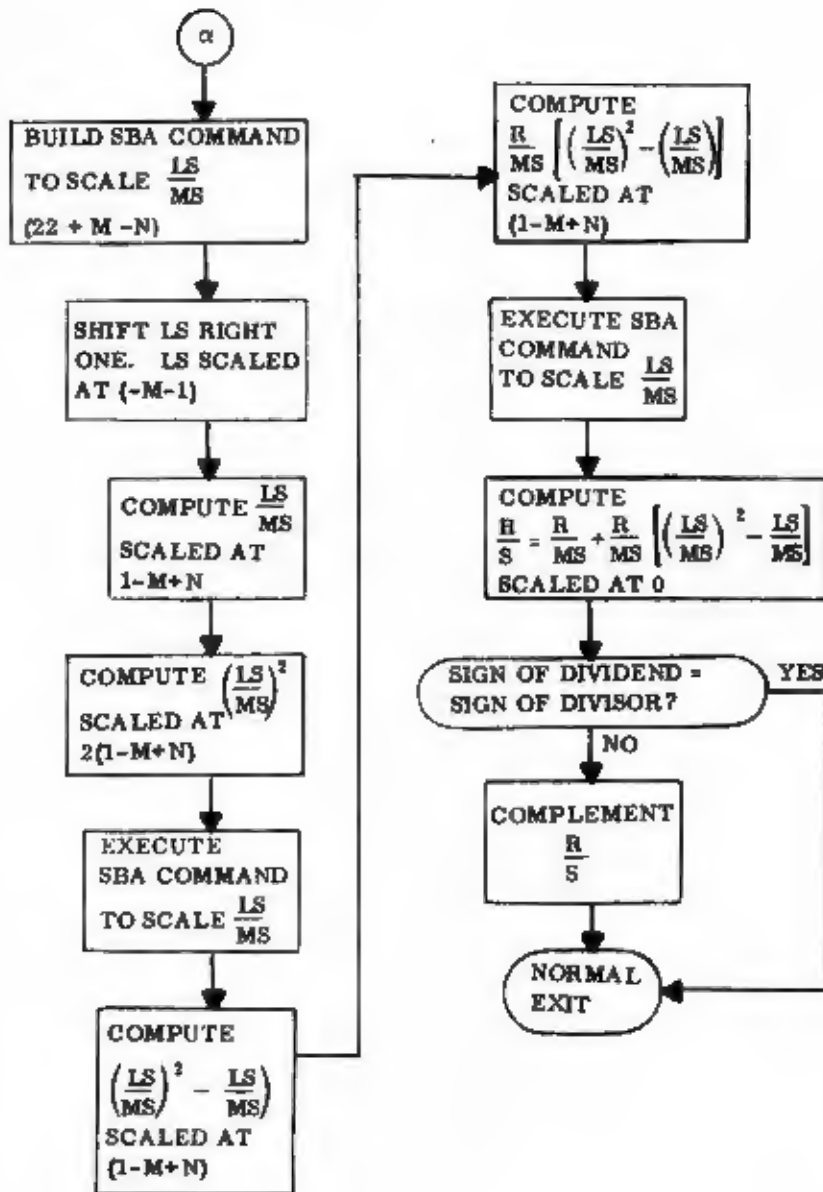 α
BUILD SBA COMMAND
TO SCALE LS/MS
(22 + M - N)
SHIFT LS RIGHT
ONE. LS SCALED
AT (-M-1)
COMPUTE LS/MS
SCALED AT
1-M+N
COMPUTE (LS/MS)²
SCALED AT
2(1-M+N)
EXECUTE
SBA COMMAND
TO SCALE LS/MS
COMPUTE
(LS/MS)² - LS/MS)
SCALED AT
(1-M+N)
COMPUTE
R/MS [(LS/MS)² - (LS/MS)]
SCALED AT
(1-M+N)
EXECUTE SBA
COMMAND
TO SCALE LS/MS
COMPUTE
R/S = R/MS + R/MS [(LS/MS)² - LS/MS]
SCALED AT 0
SIGN OF DIVIDEND =
SIGN OF DIVISOR?
YES
NO
COMPLEMENT
R/S
NORMAL
EXIT